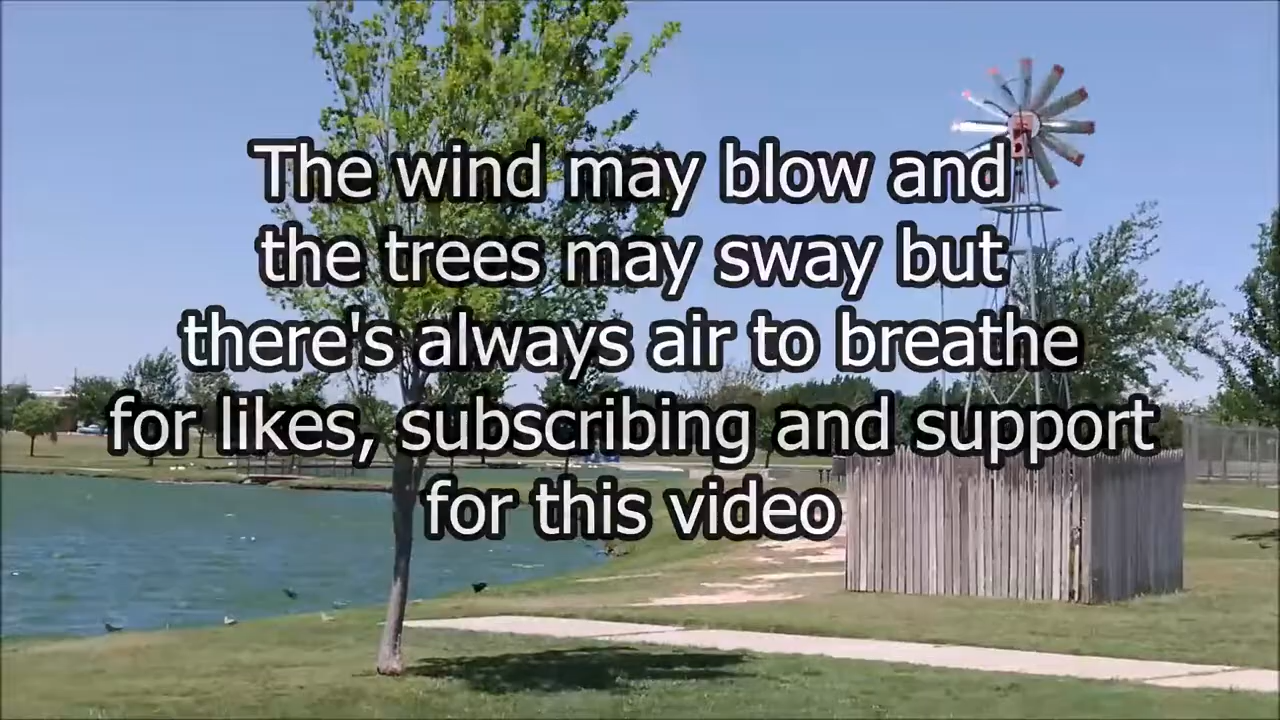 The wind may blow and
the trees may sway but
there's always air to breathe
for likes, subscribing and support
for this video